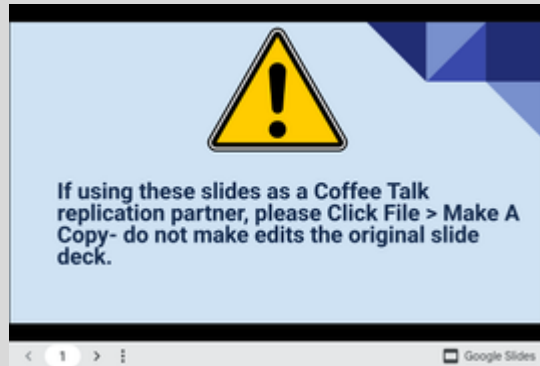 If using these slides as a Coffee Talk
replication partner, please Click File > Make A
Copy- do not make edits the original slide
deck.
1
Google Slides